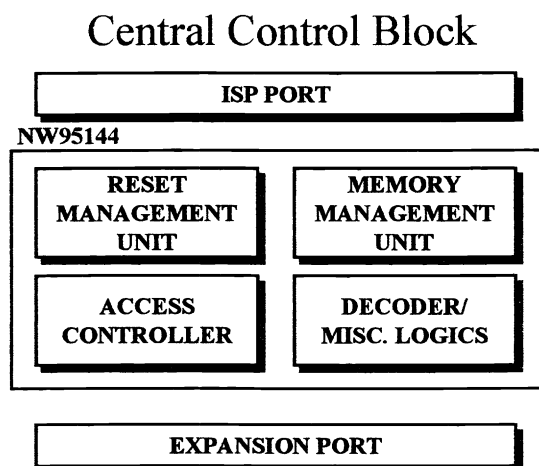 Central Control Block
ISP PORT
NW95144
RESET
MANAGEMENT
UNIT
MEMORY
MANAGEMENT
UNIT
ACCESS
CONTROLLER
DECODER/
MISC. LOGICS
EXPANSION PORT